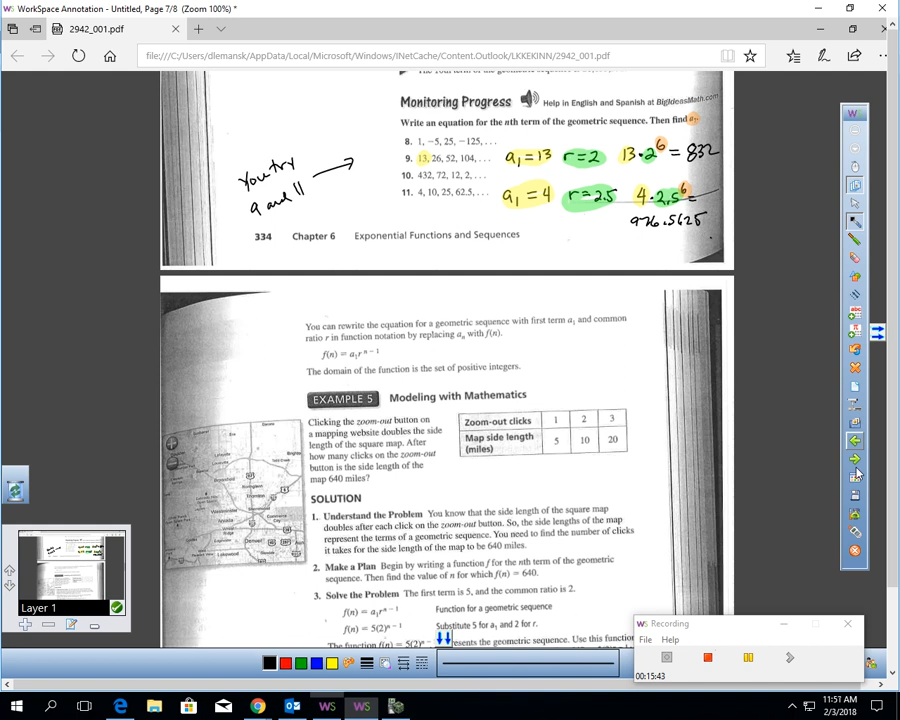 WorkSpace Annotation - Untitled, Page 7/8 (Zoom 100%) *
2942_001.pdf
file:///C:/Users/dlemansk/AppData/Local/Microsoft/Windows/INetCache/Content.Outlook/LKKEKINN/2942_001.pdf
Monitoring Progress
Help in English and Spanish at BigIdeasMath.com
Write an equation for the nth term of the geometric sequence. Then find a
8. 1, −5, 25, −125, . . .
9. 13, 26, 52, 104, . . .
a₁ = 13 r = 2 13 · 2⁶ = 832
10. 432, 72, 12, 2, . . .
11. 4, 10, 25, 62.5, . . .
a₁ = 4 r = 2.5 4 · 2.5⁶ =
976.5625
You try
9 and 11
334 Chapter 6 Exponential Functions and Sequences
You can rewrite the equation for a geometric sequence with first term a₁ and common
ratio r in function notation by replacing aₙ with f(n).
f(n) = a₁rⁿ⁻¹
The domain of the function is the set of positive integers.
EXAMPLE 5 Modeling with Mathematics
Clicking the zoom-out button on
a mapping website doubles the side
length of the square map. After
how many clicks on the zoom-out
button is the side length of the
map 640 miles?
Zoom-out clicks 1 2 3
Map side length (miles) 5 10 20
SOLUTION
1. Understand the Problem You know that the side length of the square map
doubles after each click on the zoom-out button. So, the side lengths of the map
represent the terms of a geometric sequence. You need to find the number of clicks
it takes for the side length of the map to be 640 miles.
2. Make a Plan Begin by writing a function f for the nth term of the geometric
sequence. Then find the value of n for which f(n) = 640.
3. Solve the Problem The first term is 5, and the common ratio is 2.
f(n) = a₁rⁿ⁻¹ Function for a geometric sequence
f(n) = 5(2)ⁿ⁻¹ Substitute 5 for a₁ and 2 for r.
The function f(n) = 5(2)ⁿ⁻ esents the geometric sequence. Use this function
Layer 1
Recording
File Help
00:15:43
11:51 AM
2/3/2018